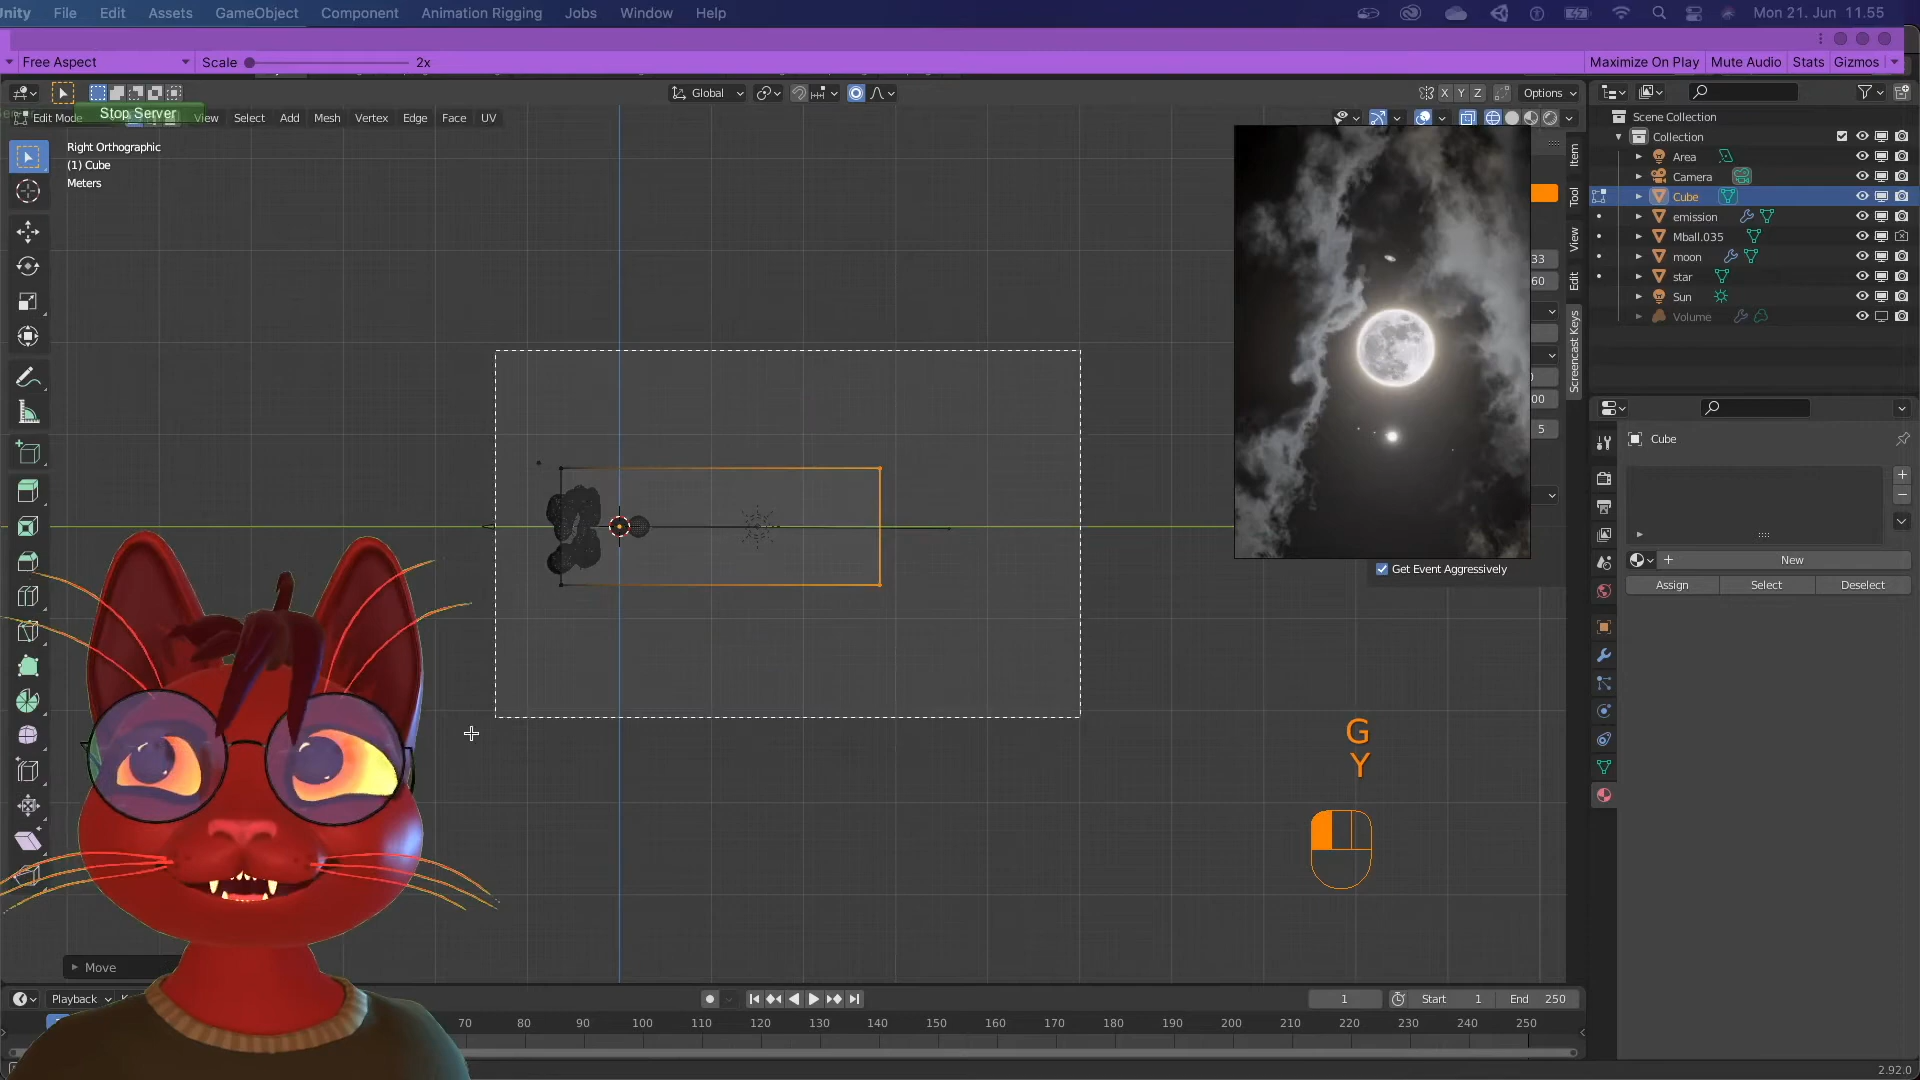 Unity File Edit Assets GameObject Component Animation Rigging Jobs Window Help Mon 21. Jun 11.55
Free Aspect Scale 2x Maximize On Play Mute Audio Stats Gizmos
Global X Y Z Options
Stop Server
Edit Mode View Select Add Mesh Vertex Edge Face UV
Right Orthographic
(1) Cube
Meters
Item
Tool
View
Edit
Screencast Keys
33
60
00
5
Get Event Aggressively
Scene Collection
Collection
Area
Camera
Cube
emission
Mball.035
moon
star
Sun
Volume
Cube
New
Assign Select Deselect
G
Y
Move
Playback 1 Start 1 End 250
70 80 90 100 110 120 130 140 150 160 170 180 190 200 210 220 230 240 250
2.92.0